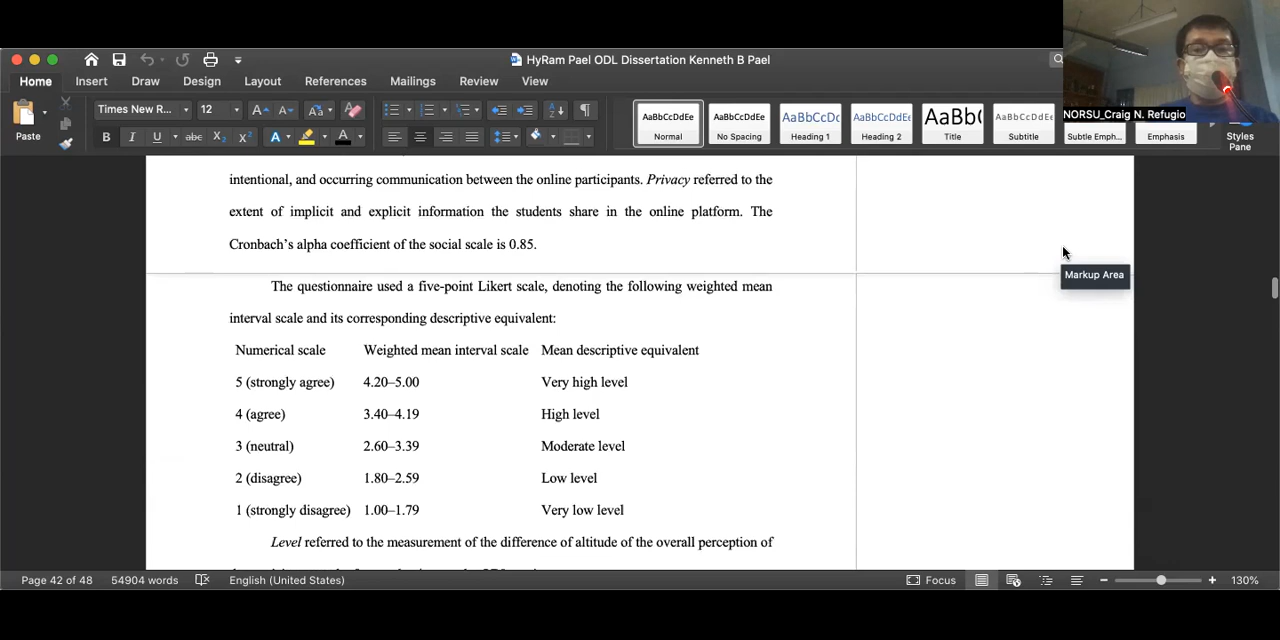 HyRam Pael ODL Dissertation Kenneth B Pael
Home Insert Draw Design Layout References Mailings Review View
NORSU_Craig N. Refugio
Paste
Times New R... 12
AaBbCcDdEe AaBbCcDdEe AaBbCcDc AaBbCcDdEe AaBb( AaBbCcDdEe
Normal No Spacing Heading 1 Heading 2 Title Subtitle Subtle Emph... Emphasis
Styles
Pane
intentional, and occurring communication between the online participants. Privacy referred to the
extent of implicit and explicit information the students share in the online platform. The
Cronbach's alpha coefficient of the social scale is 0.85.
Markup Area
The questionnaire used a five-point Likert scale, denoting the following weighted mean
interval scale and its corresponding descriptive equivalent:
Numerical scale Weighted mean interval scale Mean descriptive equivalent
5 (strongly agree) 4.20–5.00 Very high level
4 (agree) 3.40–4.19 High level
3 (neutral) 2.60–3.39 Moderate level
2 (disagree) 1.80–2.59 Low level
1 (strongly disagree) 1.00–1.79 Very low level
Level referred to the measurement of the difference of altitude of the overall perception of
Page 42 of 48 54904 words English (United States) Focus 130%